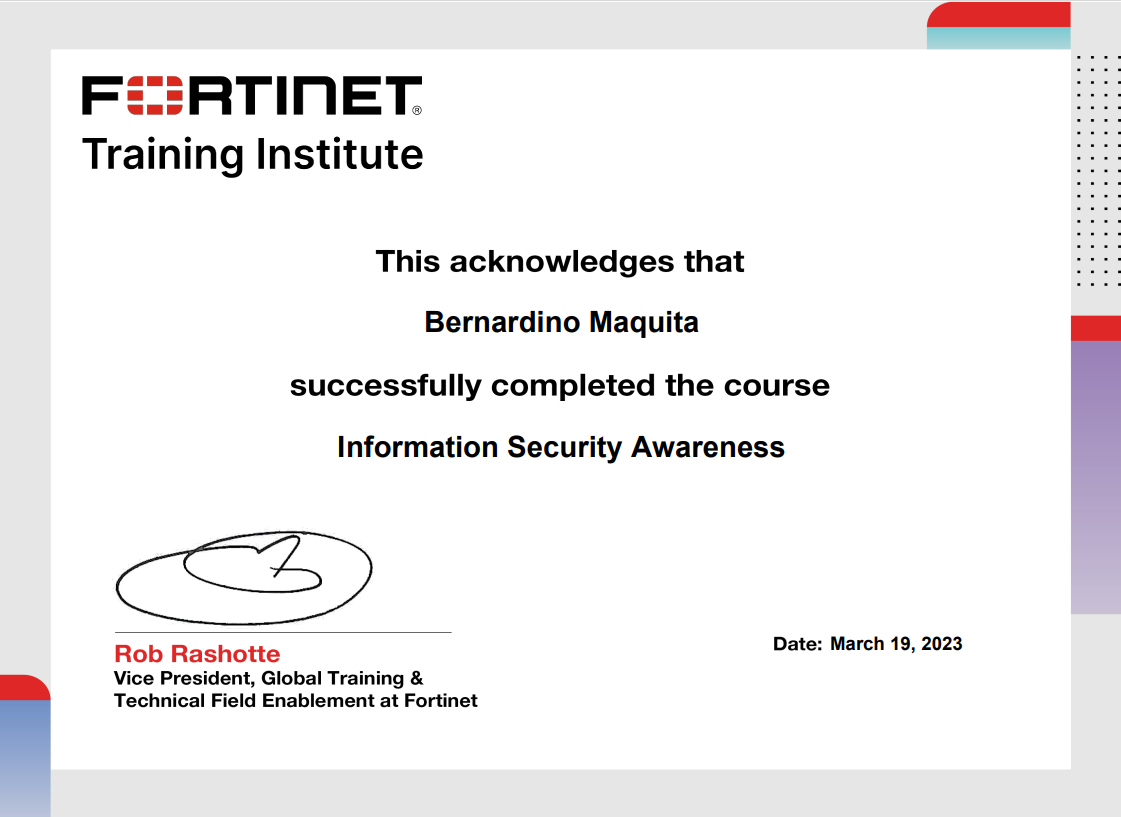 FORTINET®
Training Institute
This acknowledges that
Bernardino Maquita
successfully completed the course
Information Security Awareness
Rob Rashotte
Vice President, Global Training &
Technical Field Enablement at Fortinet
Date: March 19, 2023